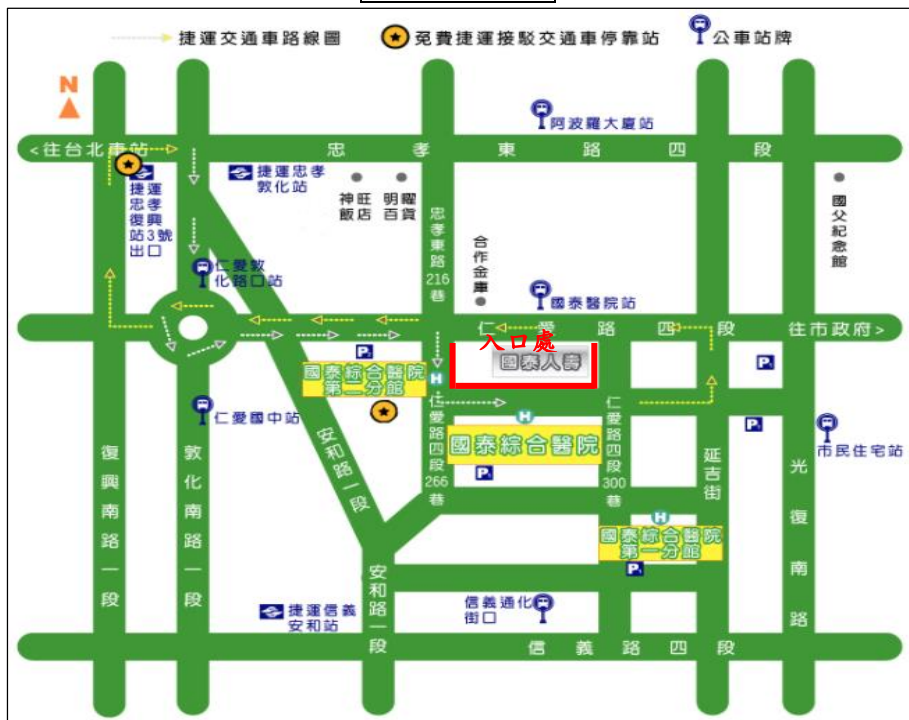 捷運交通車路線圖
免費捷運接駁交通車停靠站
公車站牌
N
阿波羅大廈站
<往台北車站
忠孝東路四段
捷運
忠孝
復興
站3號
出口
捷運忠孝
敦化站
神旺
飯店
明曜
百貨
忠孝東路216巷
合作金庫
國父紀念館
仁愛敦
化路口站
國泰醫院站
仁愛路四段
往市政府>
入口處
國泰人壽
P
國泰綜合醫院
第二分館
H
P
仁愛國中站
H
國泰綜合醫院
P
P
市民住宅站
安和路一段
仁愛路四段266巷
仁愛路四段300巷
延吉街
復興南路一段
敦化南路一段
光復南路
H
國泰綜合醫院
第一分館
P
安和路一段
捷運信義
安和站
信義通化
街口
信義路四段